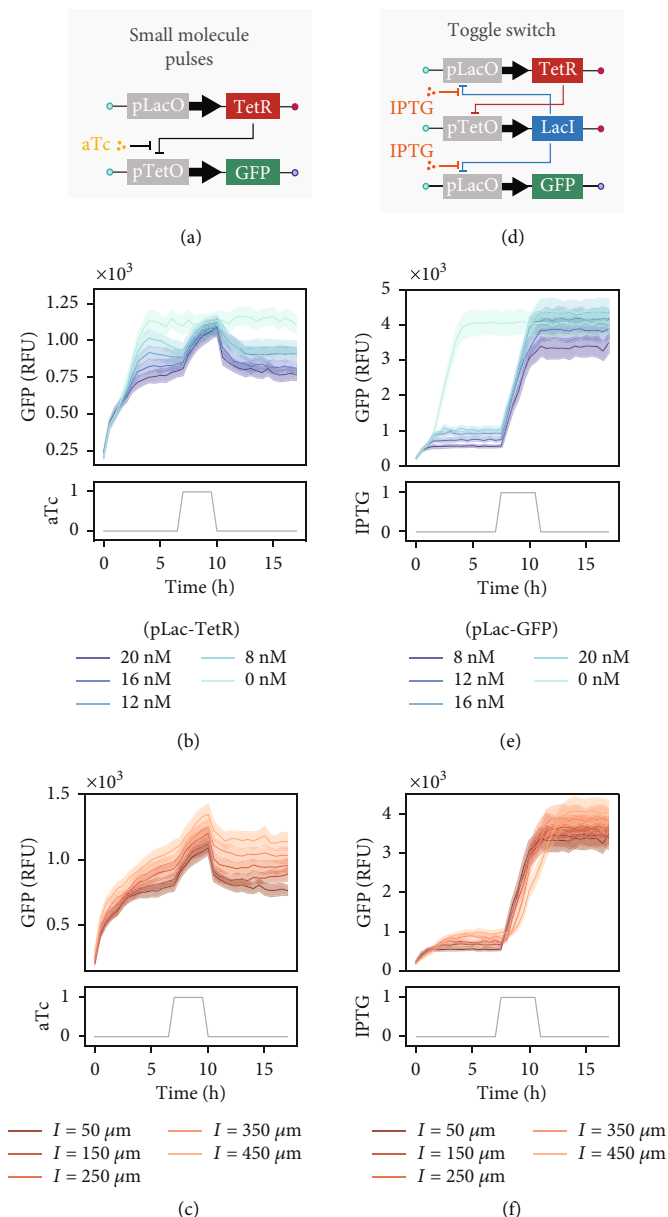 Small molecule
pulses
pLacO
TetR
aTc
pTetO
GFP
(a)
Toggle switch
pLacO
TetR
IPTG
pTetO
LacI
IPTG
pLacO
GFP
(d)
×10³
1.25
1.00
0.75
0.50
0.25
GFP (RFU)
1
0
aTc
0 5 10 15
Time (h)
(pLac-TetR)
20 nM 8 nM
16 nM 0 nM
12 nM
(b)
×10³
5
4
3
2
1
0
GFP (RFU)
1
0
IPTG
0 5 10 15
Time (h)
(pLac-GFP)
8 nM 20 nM
12 nM 0 nM
16 nM
(e)
×10³
1.5
1.0
0.5
GFP (RFU)
1
0
aTc
0 5 10 15
Time (h)
I = 50 μm I = 350 μm
I = 150 μm I = 450 μm
I = 250 μm
(c)
×10³
4
3
2
1
0
GFP (RFU)
1
0
IPTG
0 5 10 15
Time (h)
I = 50 μm I = 350 μm
I = 150 μm I = 450 μm
I = 250 μm
(f)